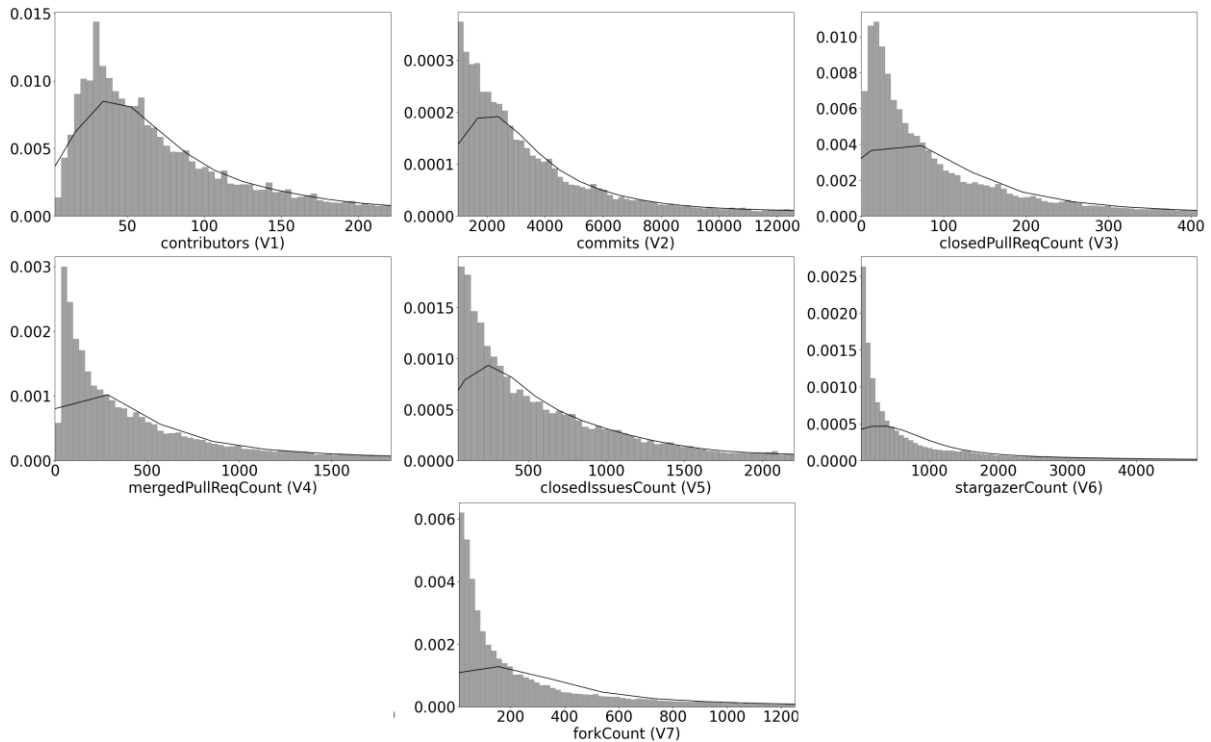 0.015
0.010
0.005
0.000
50 100 150 200
contributors (V1)
0.0003
0.0002
0.0001
0.0000
2000 4000 6000 8000 10000 12000
commits (V2)
0.010
0.008
0.006
0.004
0.002
0.000
0 100 200 300 400
closedPullReqCount (V3)
0.003
0.002
0.001
0.000
0 500 1000 1500
mergedPullReqCount (V4)
0.0015
0.0010
0.0005
0.0000
500 1000 1500 2000
closedIssuesCount (V5)
0.0025
0.0020
0.0015
0.0010
0.0005
0.0000
1000 2000 3000 4000
stargazerCount (V6)
0.006
0.004
0.002
0.000
200 400 600 800 1000 1200
forkCount (V7)